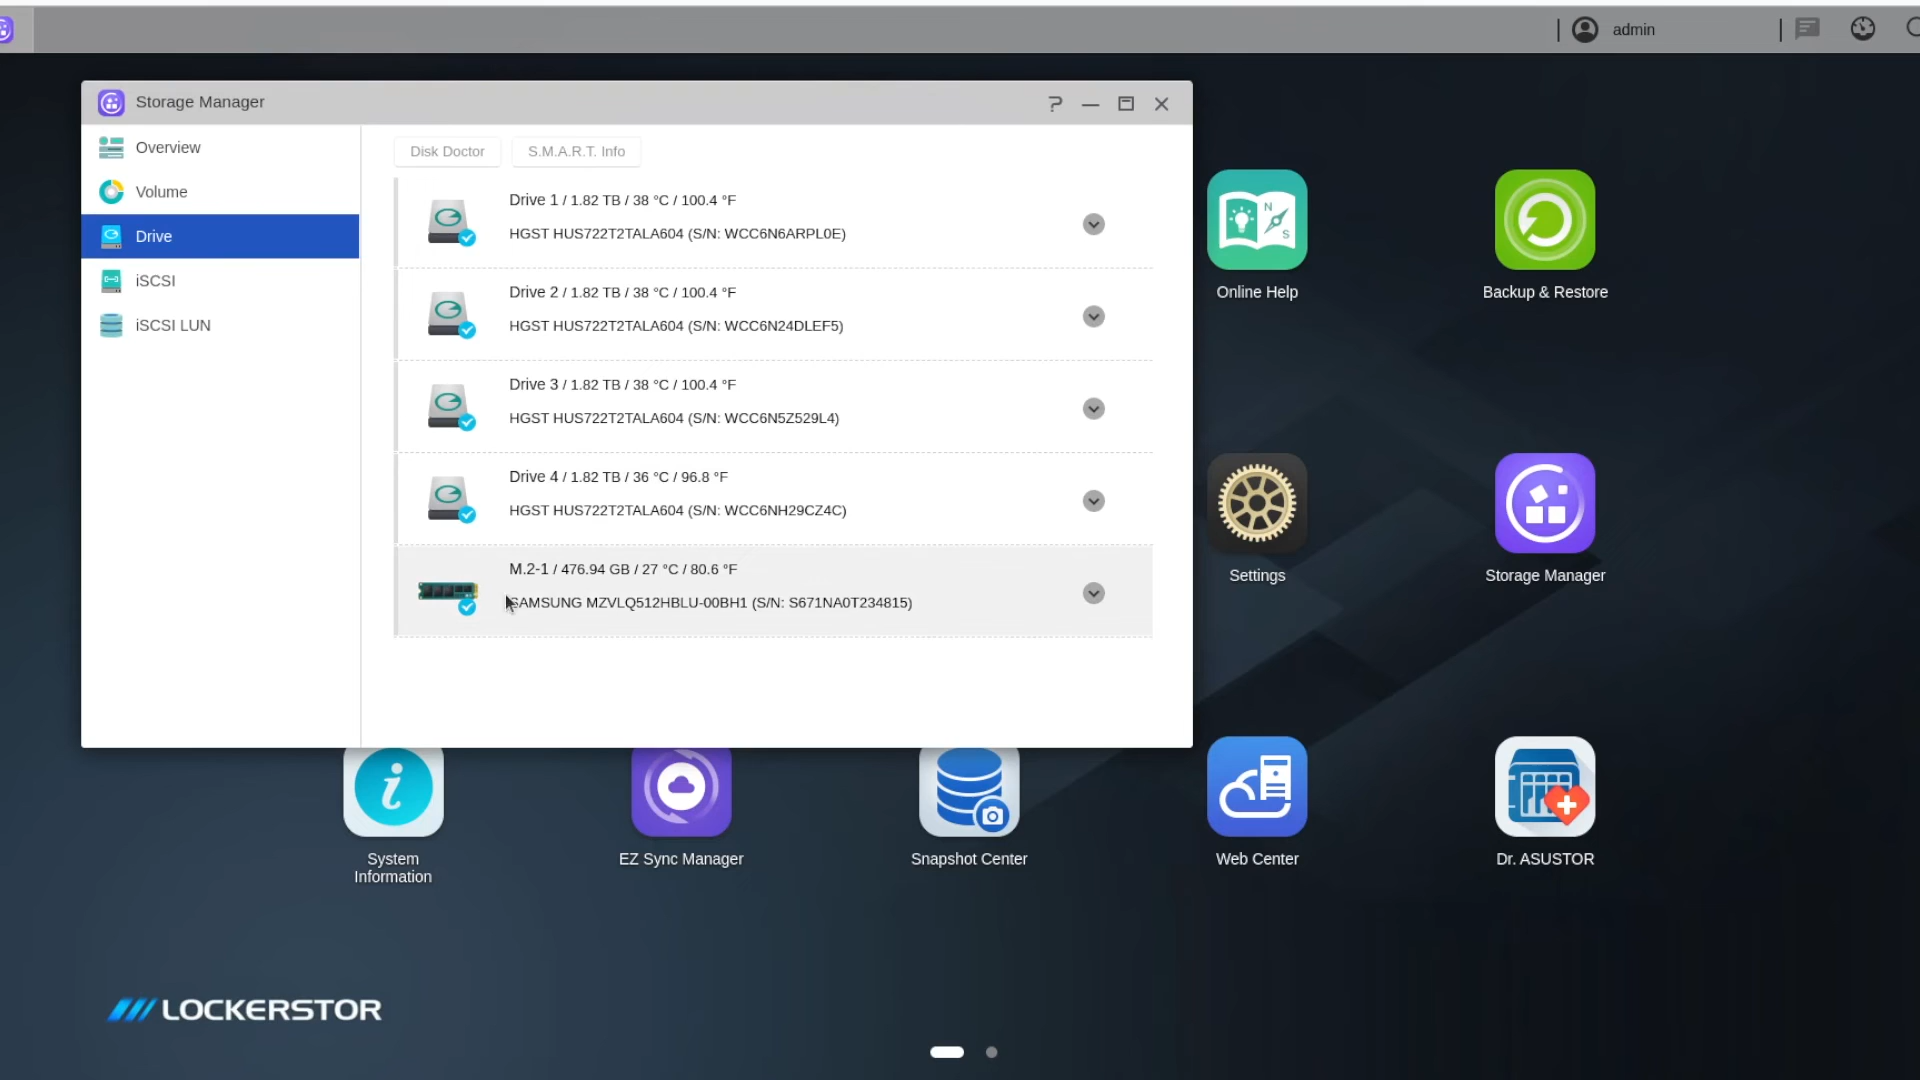 admin
Storage Manager
Overview
Volume
Drive
iSCSI
iSCSI LUN
Disk Doctor
S.M.A.R.T. Info
Drive 1 / 1.82 TB / 38 °C / 100.4 °F
HGST HUS722T2TALA604 (S/N: WCC6N6ARPL0E)
Drive 2 / 1.82 TB / 38 °C / 100.4 °F
HGST HUS722T2TALA604 (S/N: WCC6N24DLEF5)
Drive 3 / 1.82 TB / 38 °C / 100.4 °F
HGST HUS722T2TALA604 (S/N: WCC6N5Z529L4)
Drive 4 / 1.82 TB / 36 °C / 96.8 °F
HGST HUS722T2TALA604 (S/N: WCC6NH29CZ4C)
M.2-1 / 476.94 GB / 27 °C / 80.6 °F
SAMSUNG MZVLQ512HBLU-00BH1 (S/N: S671NA0T234815)
N
S
Online Help
Backup & Restore
Settings
Storage Manager
i
System
Information
EZ Sync Manager
Snapshot Center
Web Center
Dr. ASUSTOR
LOCKERSTOR